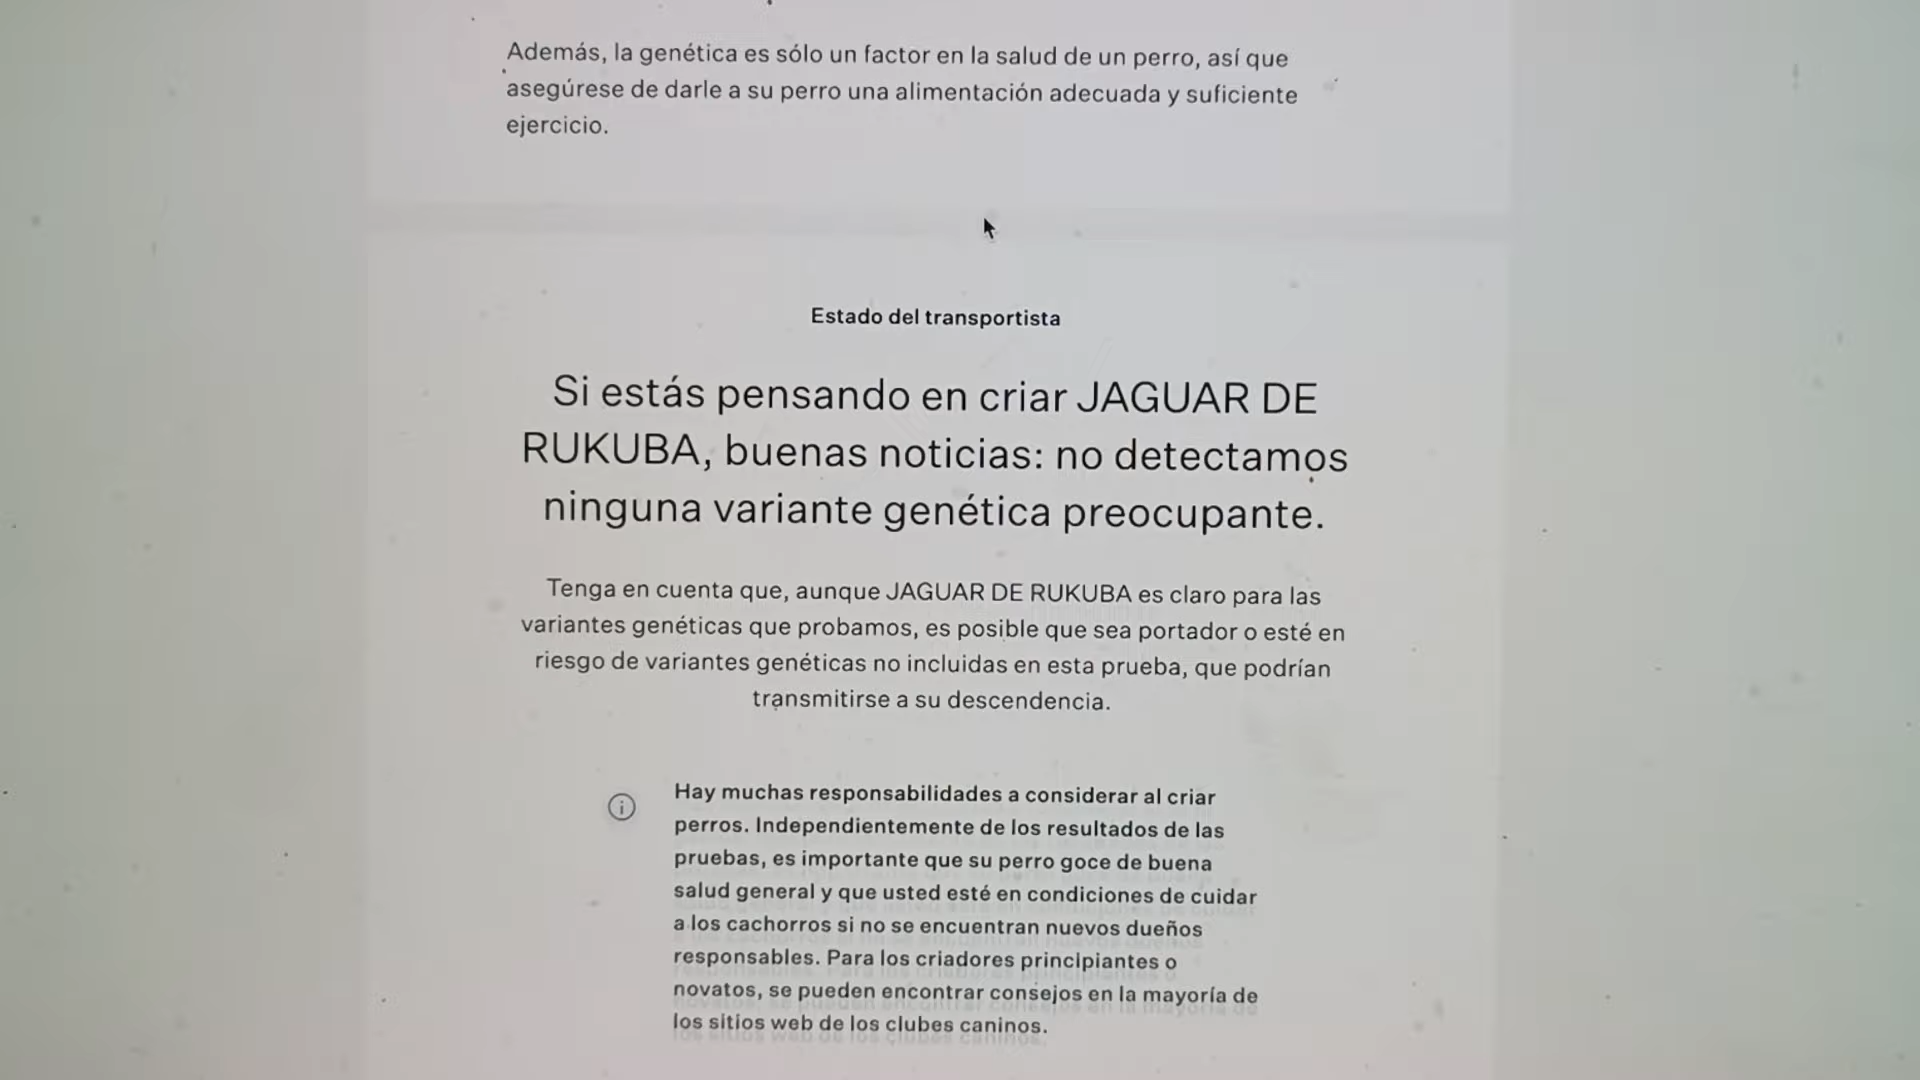 Además, la genética es sólo un factor en la salud de un perro, así que
asegúrese de darle a su perro una alimentación adecuada y suficiente
ejercicio.
Estado del transportista
Si estás pensando en criar JAGUAR DE
RUKUBA, buenas noticias: no detectamos
ninguna variante genética preocupante.
Tenga en cuenta que, aunque JAGUAR DE RUKUBA es claro para las
variantes genéticas que probamos, es posible que sea portador o esté en
riesgo de variantes genéticas no incluidas en esta prueba, que podrían
transmitirse a su descendencia.
Hay muchas responsabilidades a considerar al criar
perros. Independientemente de los resultados de las
pruebas, es importante que su perro goce de buena
salud general y que usted esté en condiciones de cuidar
a los cachorros si no se encuentran nuevos dueños
responsables. Para los criadores principiantes o
novatos, se pueden encontrar consejos en la mayoría de
los sitios web de los clubes caninos.